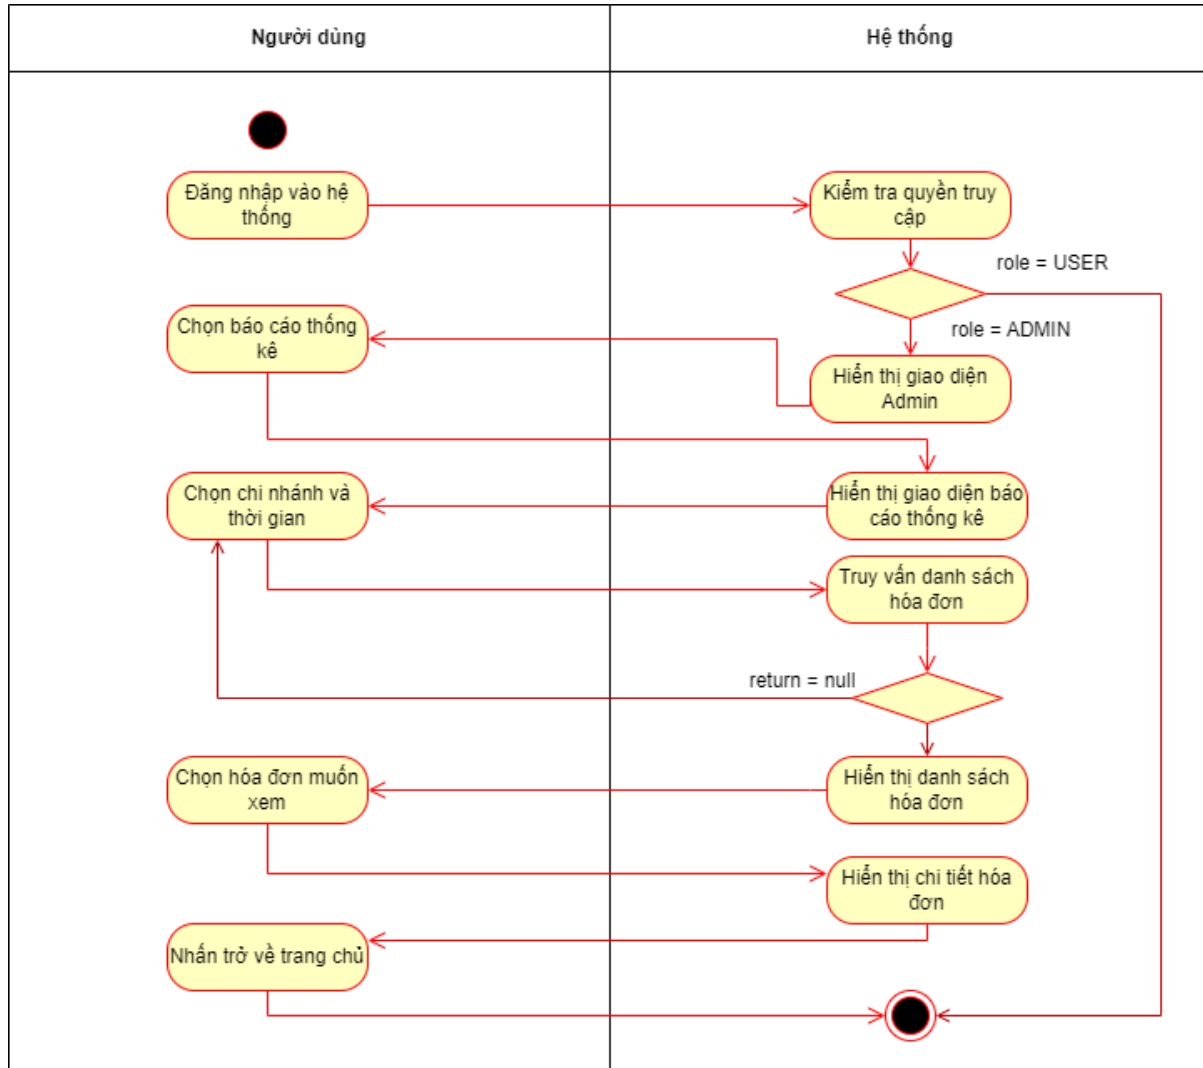 Người dùng
Hệ thống
Đăng nhập vào hệ
thống
Kiểm tra quyền truy
cập
role = USER
role = ADMIN
Chọn báo cáo thống
kê
Hiển thị giao diện
Admin
Chọn chi nhánh và
thời gian
Hiển thị giao diện báo
cáo thống kê
Truy vấn danh sách
hóa đơn
return = null
Chọn hóa đơn muốn
xem
Hiển thị danh sách
hóa đơn
Hiển thị chi tiết hóa
đơn
Nhấn trở về trang chủ